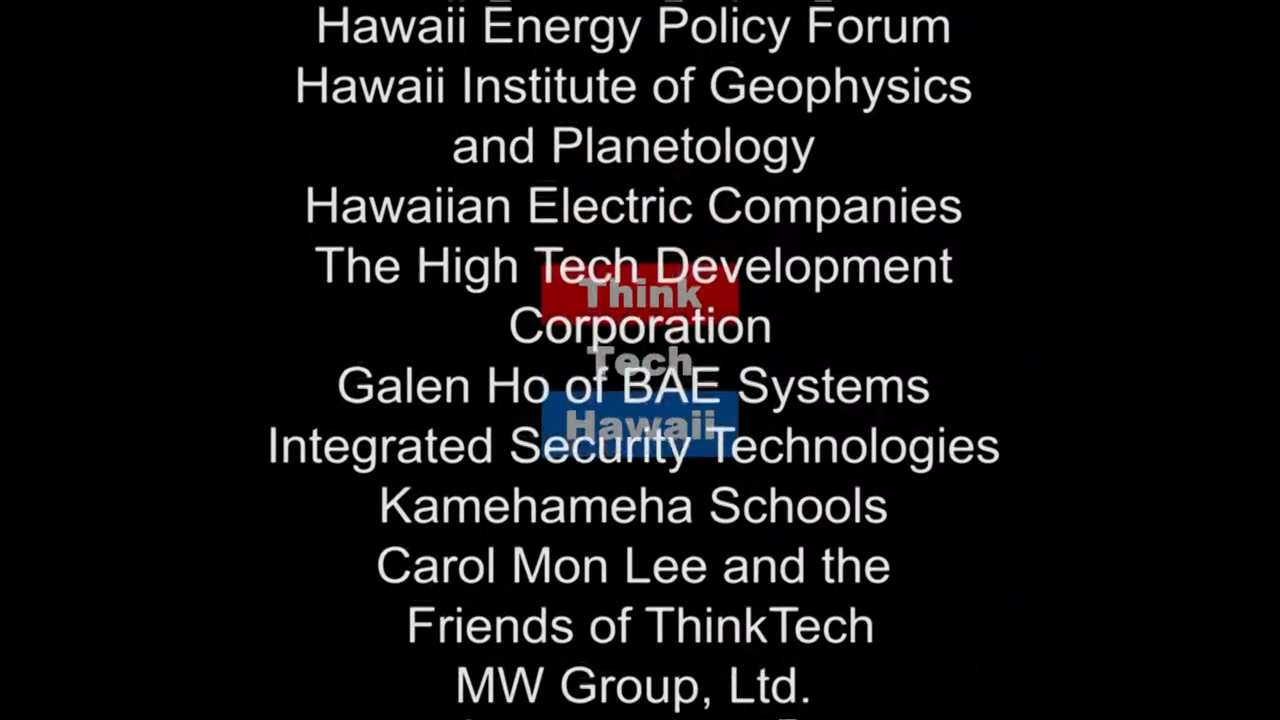 Hawaii Energy Policy Forum
Hawaii Institute of Geophysics
and Planetology
Hawaiian Electric Companies
The High Tech Development
Think
Corporation
Tech
Galen Ho of BAE Systems
Hawaii
Integrated Security Technologies
Kamehameha Schools
Carol Mon Lee and the
Friends of ThinkTech
MW Group, Ltd.